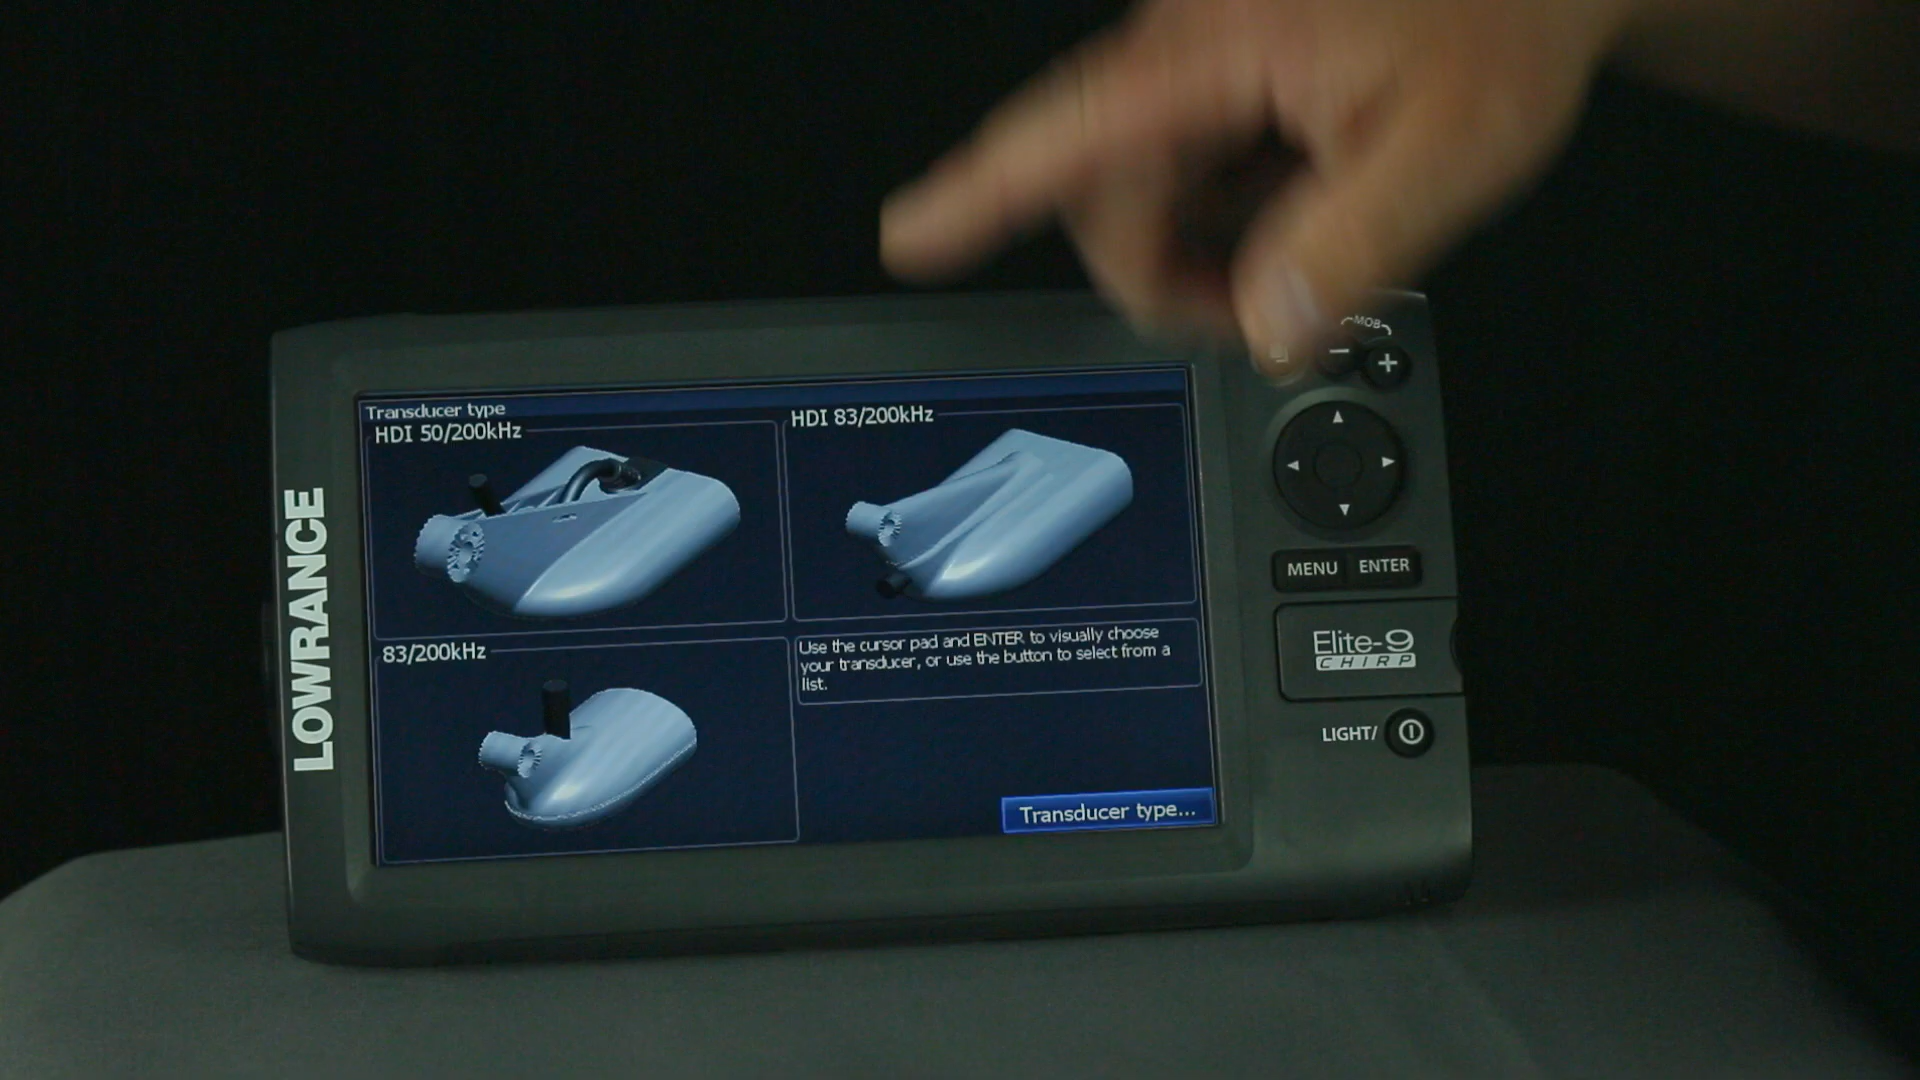 LOWRANCE
Transducer type
HDI 50/200kHz
HDI 83/200kHz
83/200kHz
Use the cursor pad and ENTER to visually choose
your transducer, or use the button to select from a
list.
Transducer type...
MOB
MENU
ENTER
Elite-9
CHIRP
LIGHT/